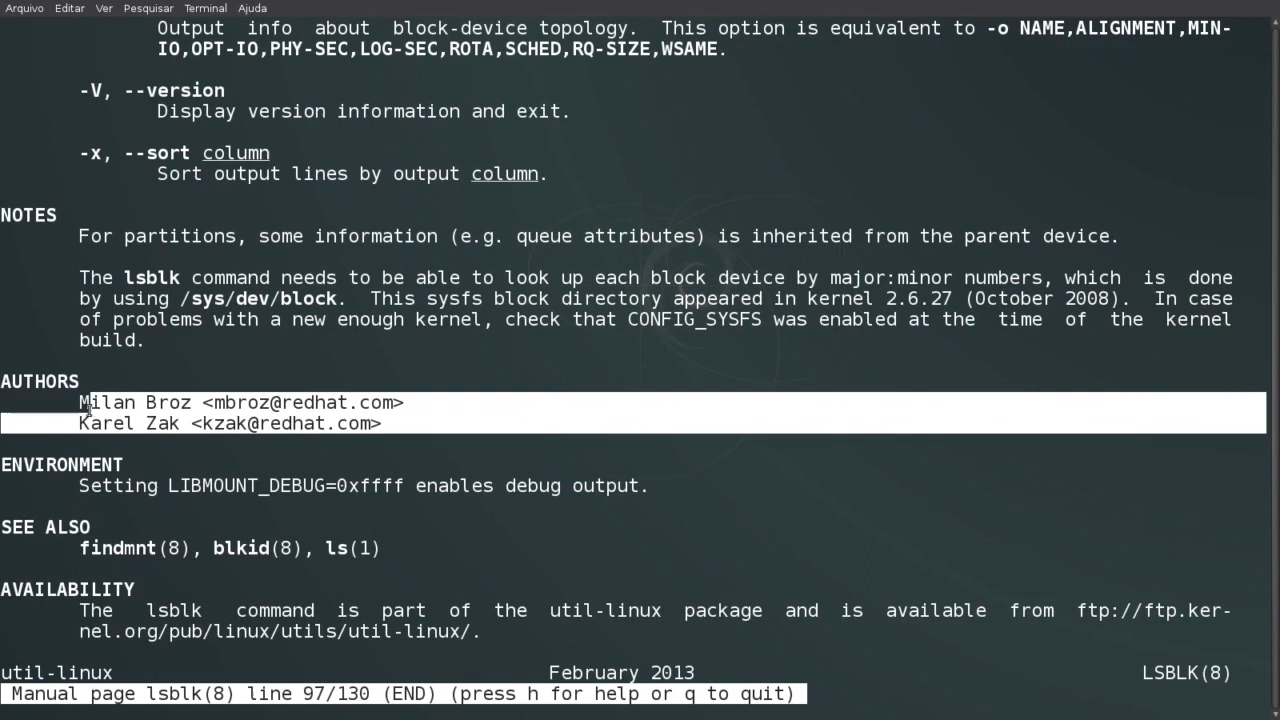 Arquivo Editar Ver Pesquisar Terminal Ajuda
Output info about block-device topology. This option is equivalent to -o NAME,ALIGNMENT,MIN-
IO,OPT-IO,PHY-SEC,LOG-SEC,ROTA,SCHED,RQ-SIZE,WSAME.
-V, --version
Display version information and exit.
-x, --sort column
Sort output lines by output column.
NOTES
For partitions, some information (e.g. queue attributes) is inherited from the parent device.
The lsblk command needs to be able to look up each block device by major:minor numbers, which is done
by using /sys/dev/block. This sysfs block directory appeared in kernel 2.6.27 (October 2008). In case
of problems with a new enough kernel, check that CONFIG_SYSFS was enabled at the time of the kernel
build.
AUTHORS
Milan Broz <mbroz@redhat.com>
Karel Zak <kzak@redhat.com>
ENVIRONMENT
Setting LIBMOUNT_DEBUG=0xffff enables debug output.
SEE ALSO
findmnt(8), blkid(8), ls(1)
AVAILABILITY
The lsblk command is part of the util-linux package and is available from ftp://ftp.ker-
nel.org/pub/linux/utils/util-linux/.
util-linux February 2013 LSBLK(8)
Manual page lsblk(8) line 97/130 (END) (press h for help or q to quit)